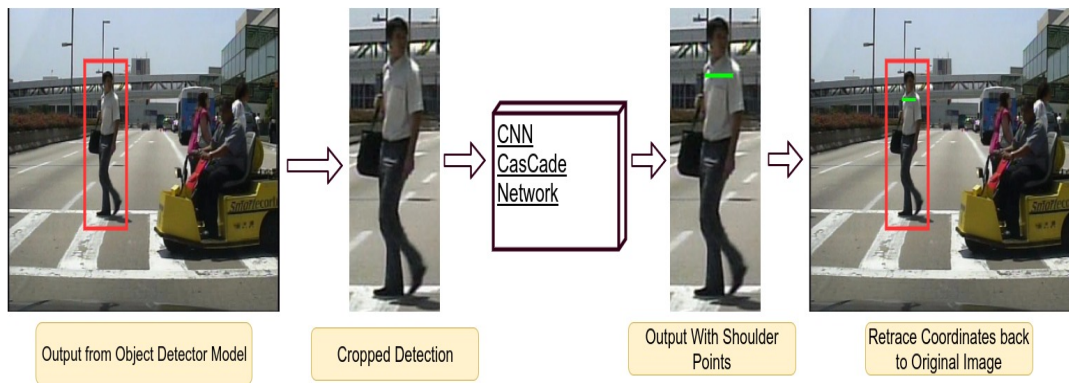 CNN
CasCade
Network
Output from Object Detector Model
Cropped Detection
Output With Shoulder
Points
Retrace Coordinates back
to Original Image